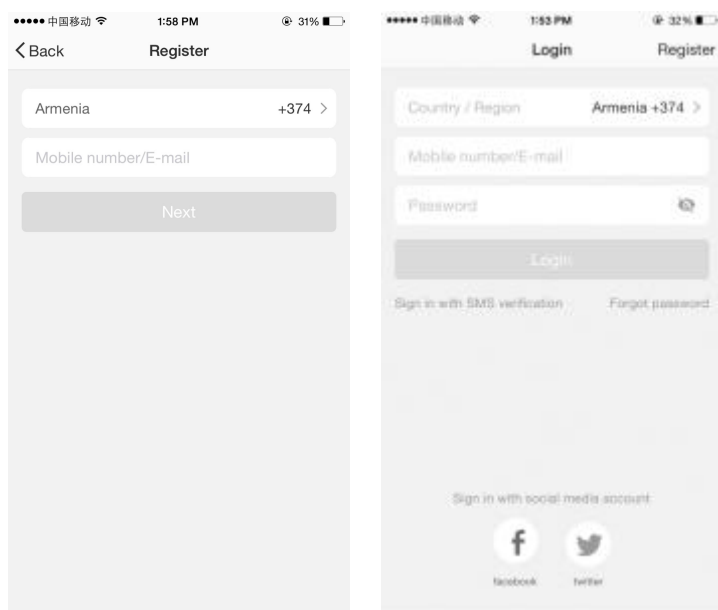 中国移动 1:58 PM 31%
Back Register
Armenia +374
Mobile number/E-mail
Next
中国移动 1:53 PM 32%
Login Register
Country / Region Armenia +374
Mobile number/E-mail
Password
Login
Sign in with SMS verification Forgot password
Sign in with social media account
facebook twitter